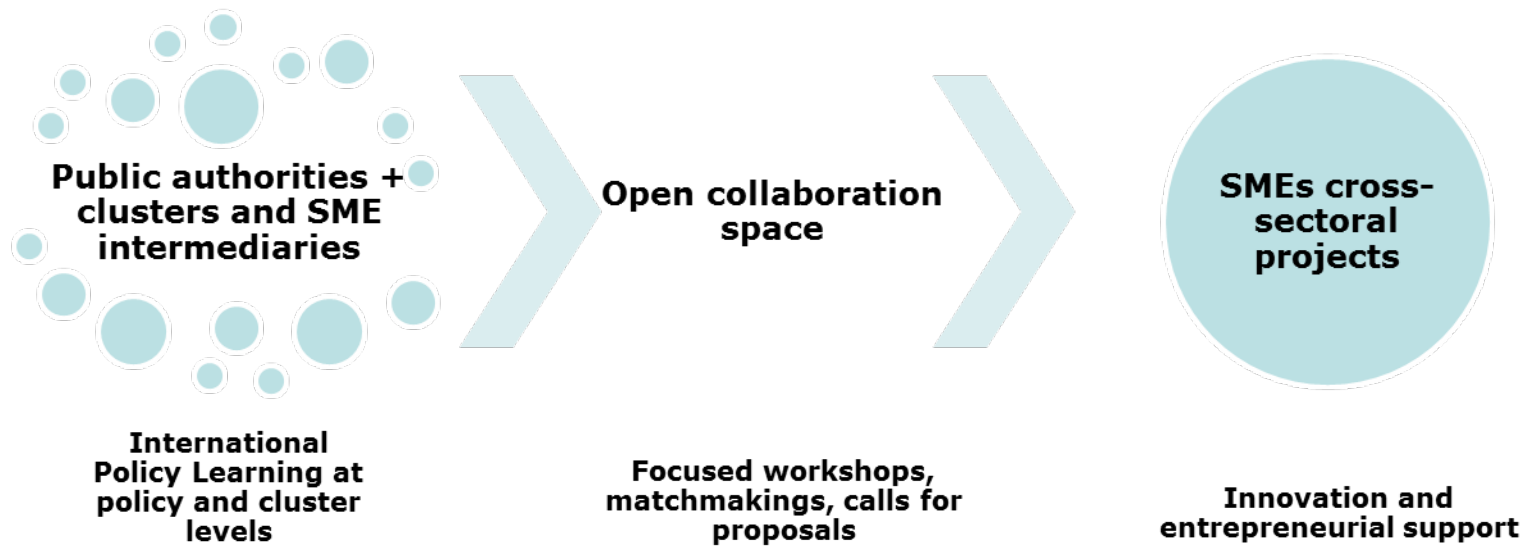 Public authorities +
clusters and SME
intermediaries
Open collaboration
space
SMEs cross-
sectoral
projects
International
Policy Learning at
policy and cluster
levels
Focused workshops,
matchmakings, calls for
proposals
Innovation and
entrepreneurial support